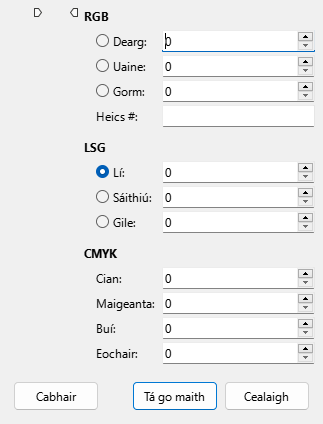 RGB
Dearg: 0
Uaine: 0
Gorm: 0
Heics #:
LSG
Lí: 0
Sáithiú: 0
Gile: 0
CMYK
Cian: 0
Maigeanta: 0
Buí: 0
Eochair: 0
Cabhair Tá go maith Cealaigh